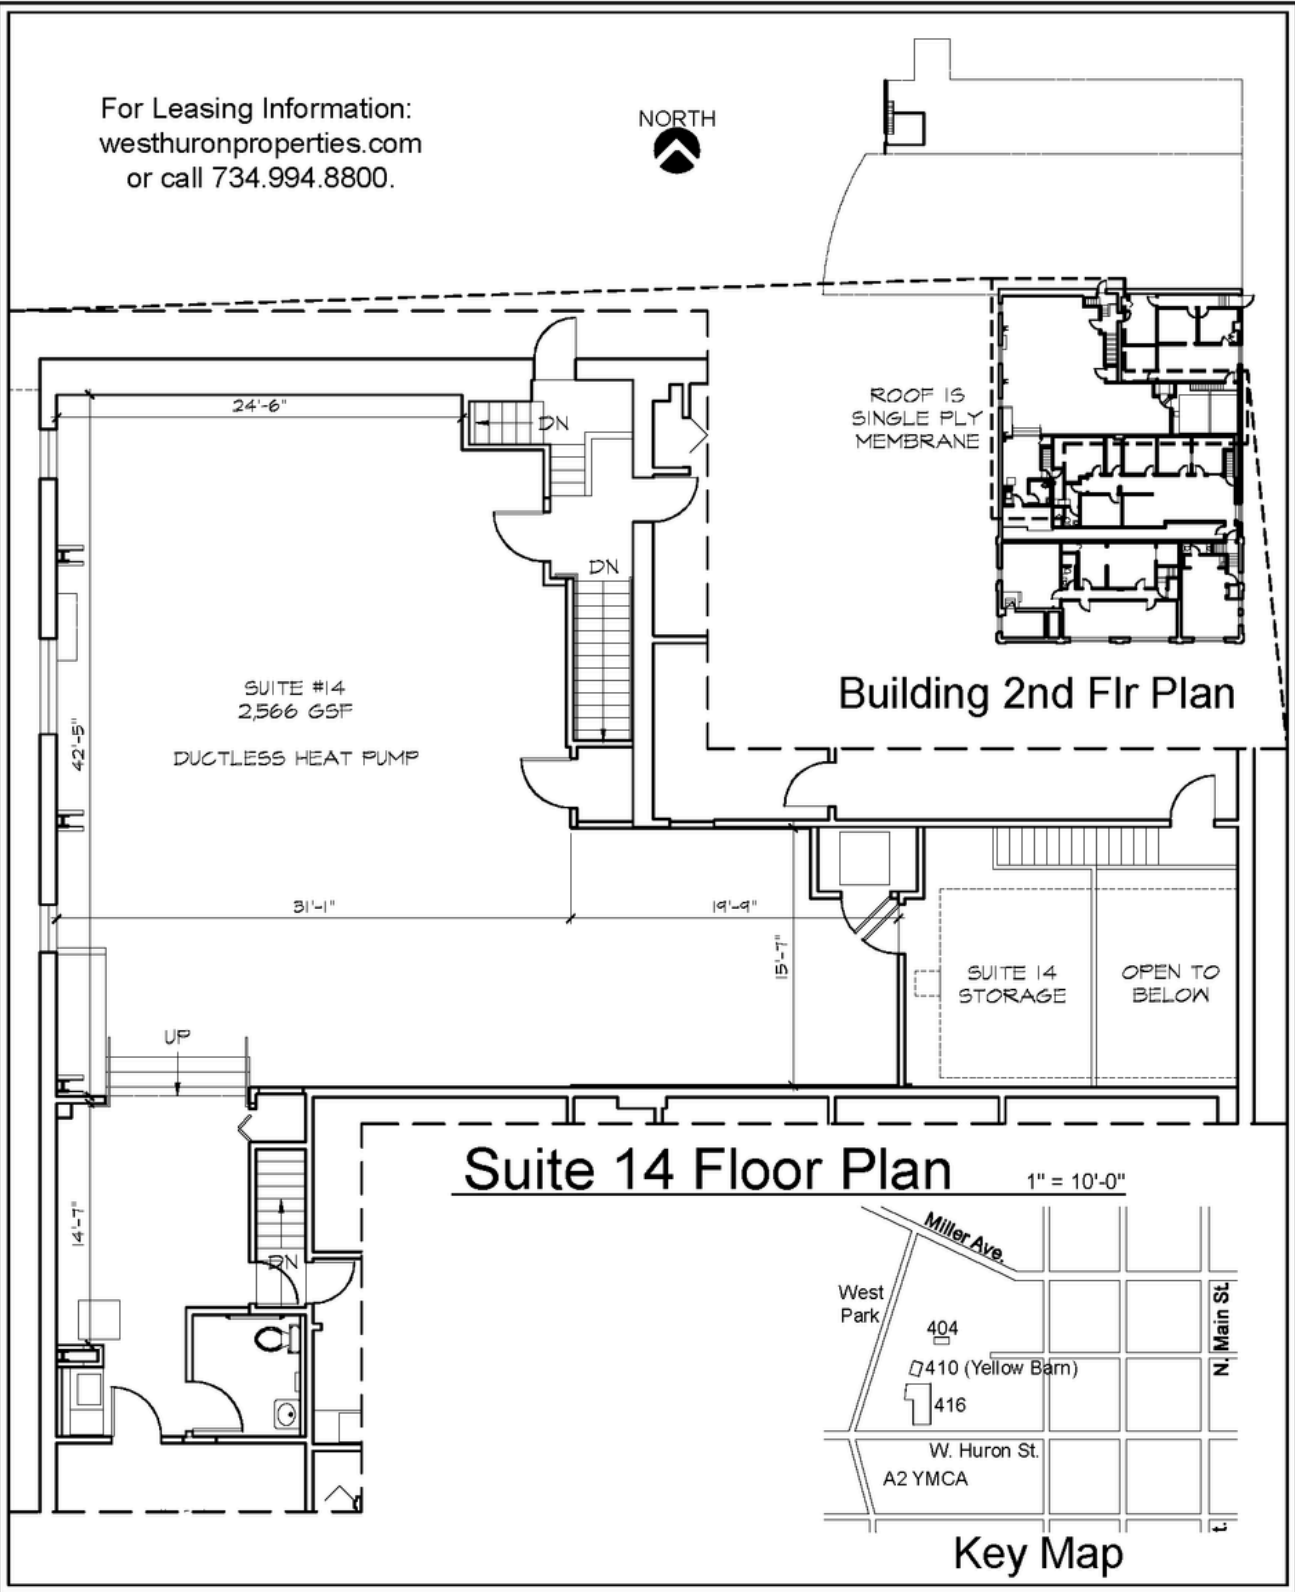 For Leasing Information:
westhuronproperties.com
or call 734.994.8800.
NORTH
ROOF IS
SINGLE PLY
MEMBRANE
Building 2nd Flr Plan
24'-6"
DN
DN
SUITE #14
2,566 GSF
DUCTLESS HEAT PUMP
42'-5"
31'-1"
19'-9"
15'-7"
SUITE 14
STORAGE
OPEN TO
BELOW
UP
14'-7"
DN
Suite 14 Floor Plan
1" = 10'-0"
Miller Ave.
West
Park
404
410 (Yellow Barn)
416
N. Main St.
W. Huron St.
A2 YMCA
t.
Key Map